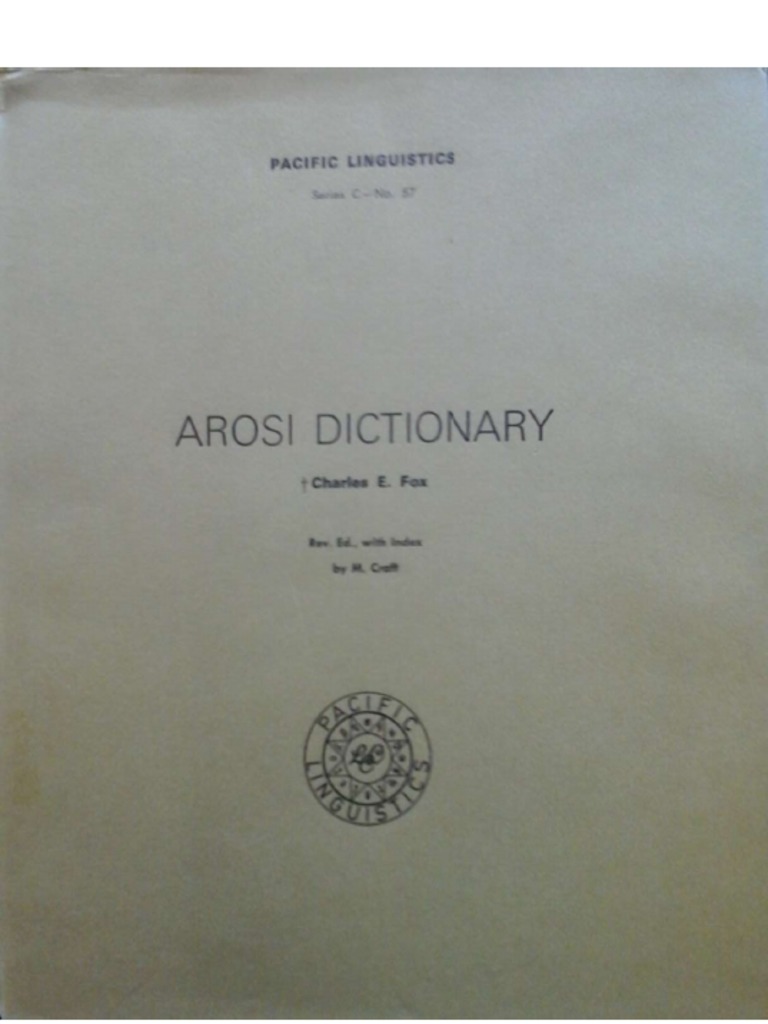 PACIFIC LINGUISTICS
Series C - No. 57
AROSI DICTIONARY
†Charles E. Fox
Rev. Ed., with Index
by M. Craft
PACIFIC
LINGUISTICS